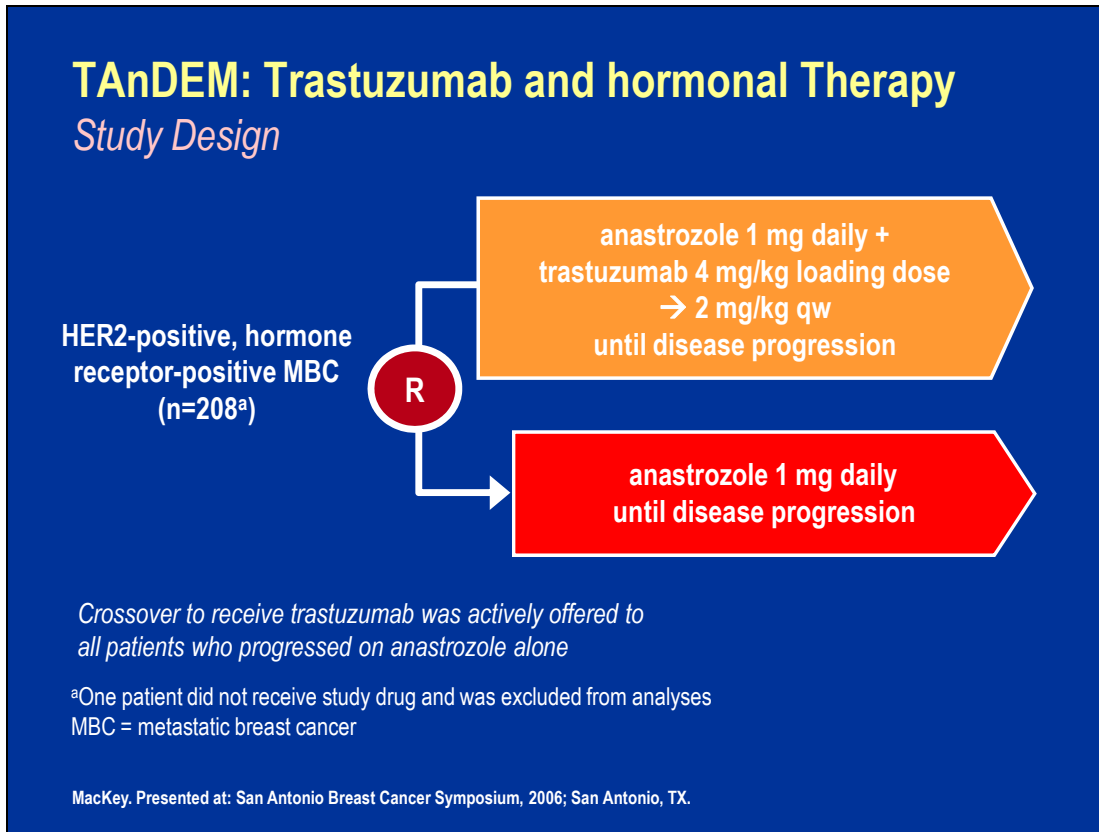 TAnDEM: Trastuzumab and hormonal Therapy
Study Design
anastrozole 1 mg daily +
trastuzumab 4 mg/kg loading dose
→ 2 mg/kg qw
until disease progression
HER2-positive, hormone
receptor-positive MBC
(n=208ᵃ)
R
anastrozole 1 mg daily
until disease progression
Crossover to receive trastuzumab was actively offered to
all patients who progressed on anastrozole alone
ᵃOne patient did not receive study drug and was excluded from analyses
MBC = metastatic breast cancer
MacKey. Presented at: San Antonio Breast Cancer Symposium, 2006; San Antonio, TX.